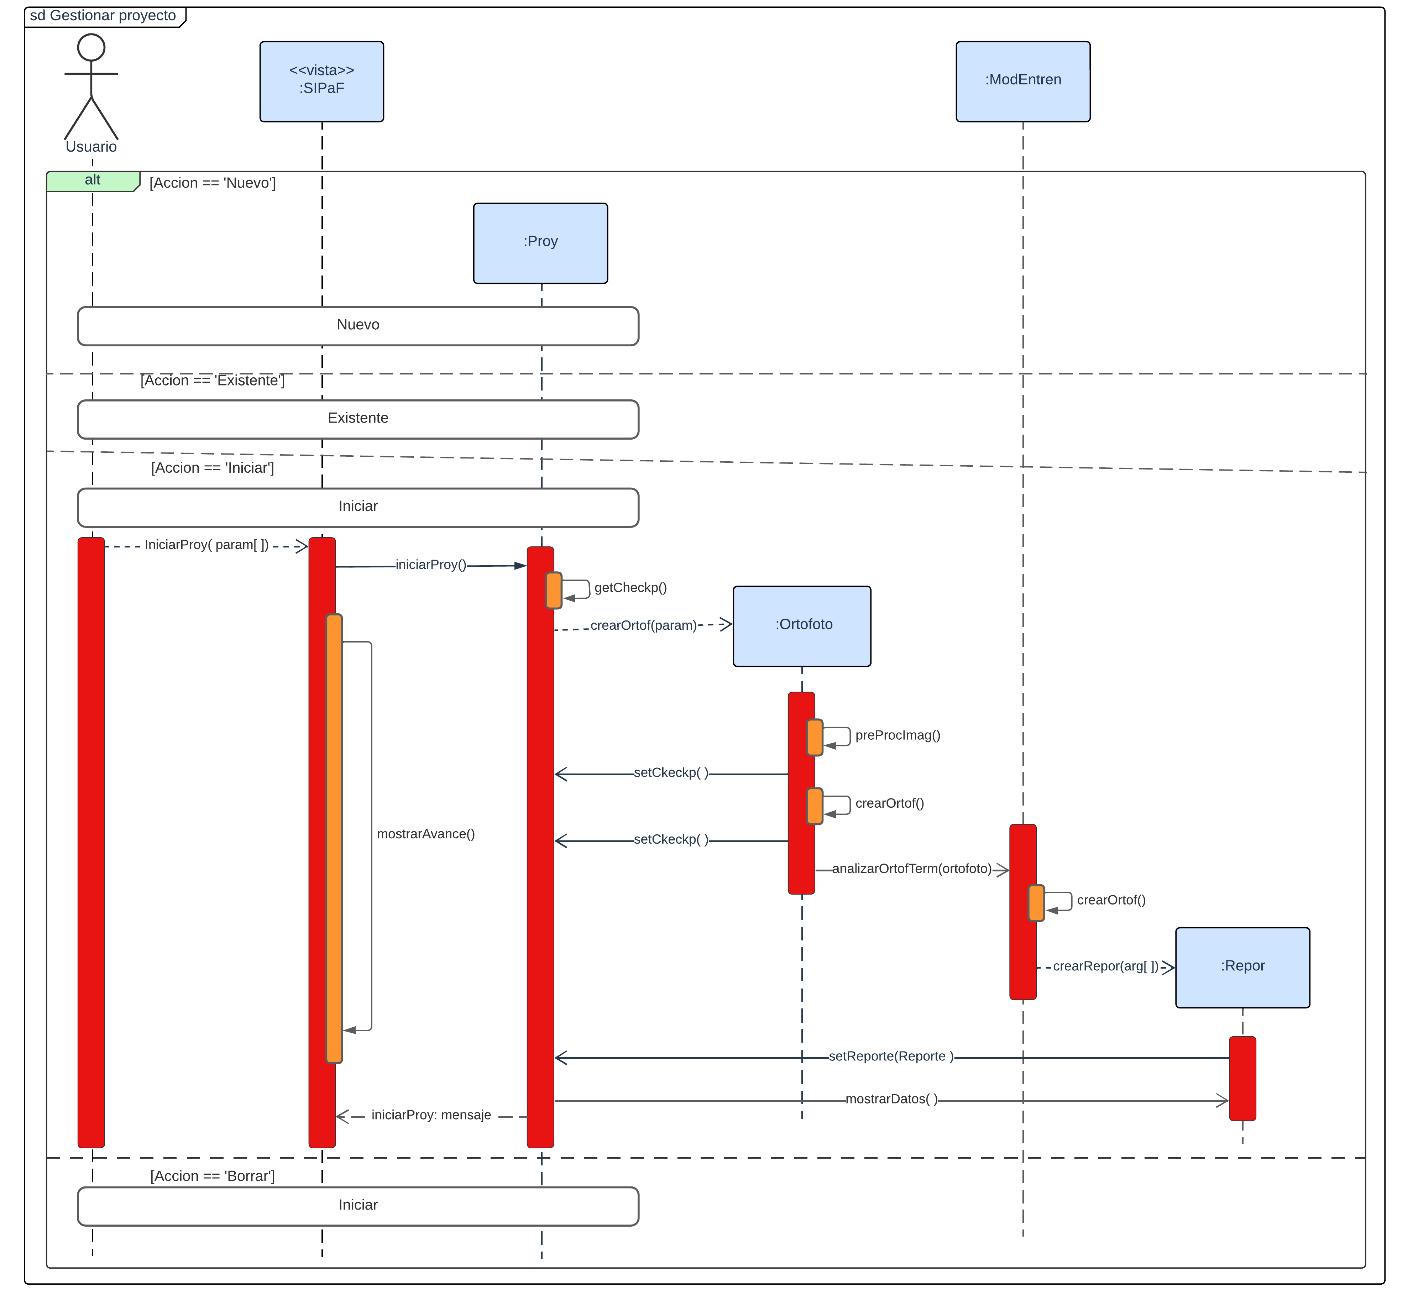 sd Gestionar proyecto
<<vista>>
:SIPaF
:ModEntren
Usuario
alt
[Accion == 'Nuevo']
:Proy
Nuevo
[Accion == 'Existente']
Existente
[Accion == 'Iniciar']
Iniciar
IniciarProy( param[ ])
iniciarProy()
getCheckp()
crearOrtof(param)
:Ortofoto
preProcImag()
setCkeckp( )
crearOrtof()
mostrarAvance()
setCkeckp( )
analizarOrtofTerm(ortofoto)
crearOrtof()
crearRepor(arg[ ])
:Repor
setReporte(Reporte )
mostrarDatos( )
iniciarProy: mensaje
[Accion == 'Borrar']
Iniciar